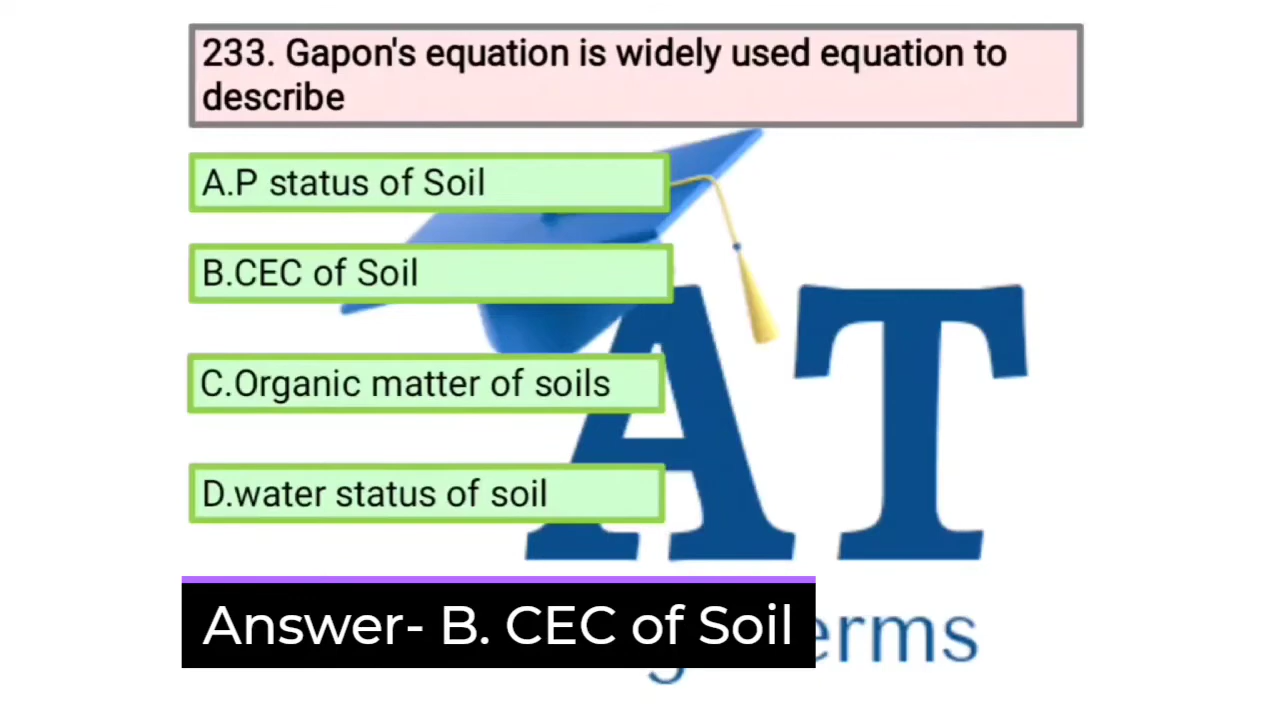 233. Gapon's equation is widely used equation to
describe
A.P status of Soil
B.CEC of Soil
C.Organic matter of soils
D.water status of soil
AT
Answer- B. CEC of Soil